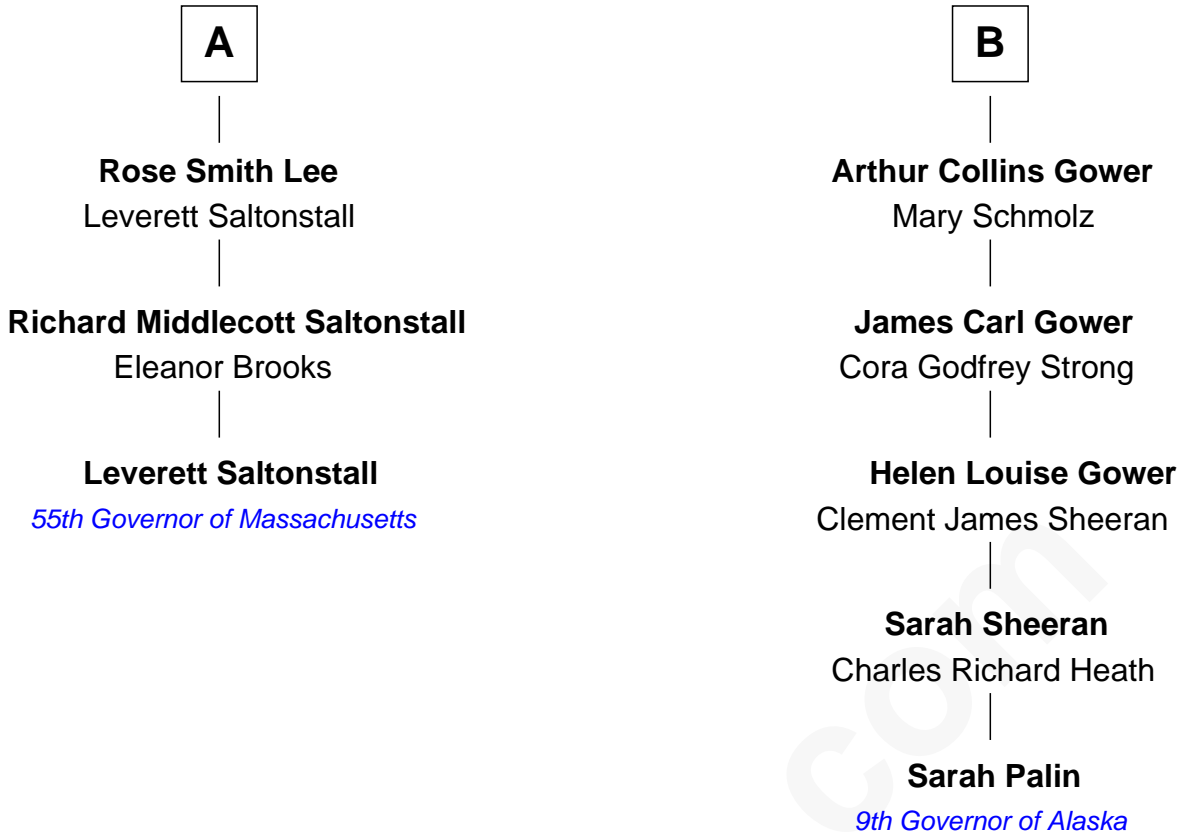 A
Rose Smith Lee
Leverett Saltonstall
Richard Middlecott Saltonstall
Eleanor Brooks
Leverett Saltonstall
55th Governor of Massachusetts
B
Arthur Collins Gower
Mary Schmolz
James Carl Gower
Cora Godfrey Strong
Helen Louise Gower
Clement James Sheeran
Sarah Sheeran
Charles Richard Heath
Sarah Palin
9th Governor of Alaska
com